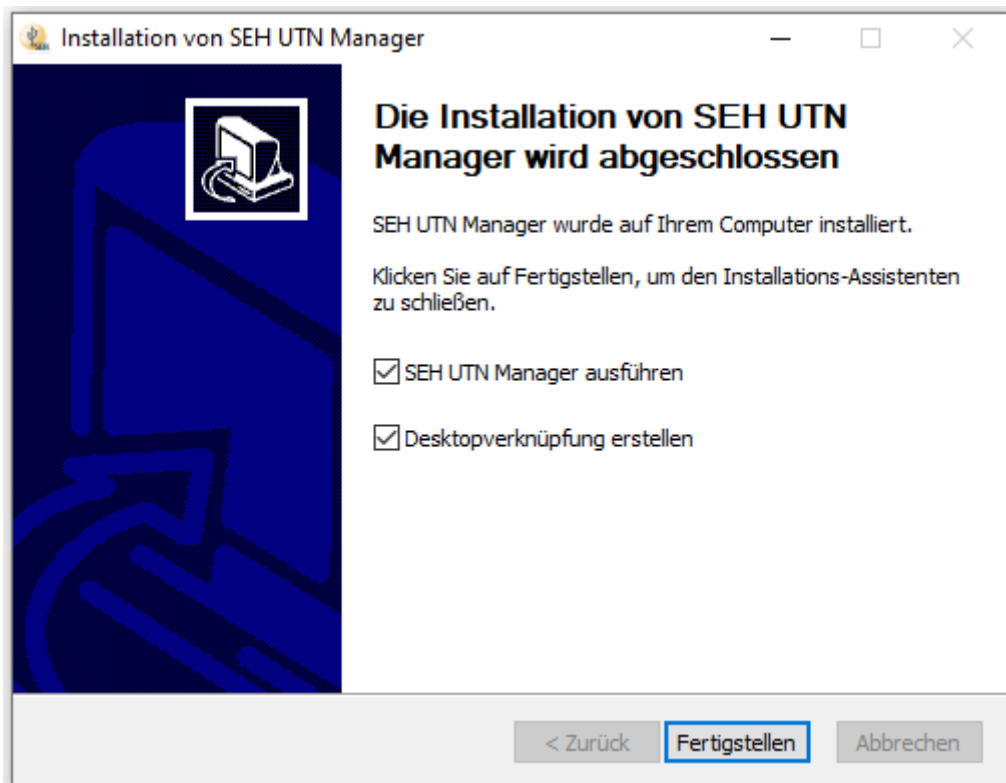 Installation von SEH UTN Manager
Die Installation von SEH UTN
Manager wird abgeschlossen
SEH UTN Manager wurde auf Ihrem Computer installiert.
Klicken Sie auf Fertigstellen, um den Installations-Assistenten
zu schließen.
SEH UTN Manager ausführen
Desktopverknüpfung erstellen
< Zurück
Fertigstellen
Abbrechen